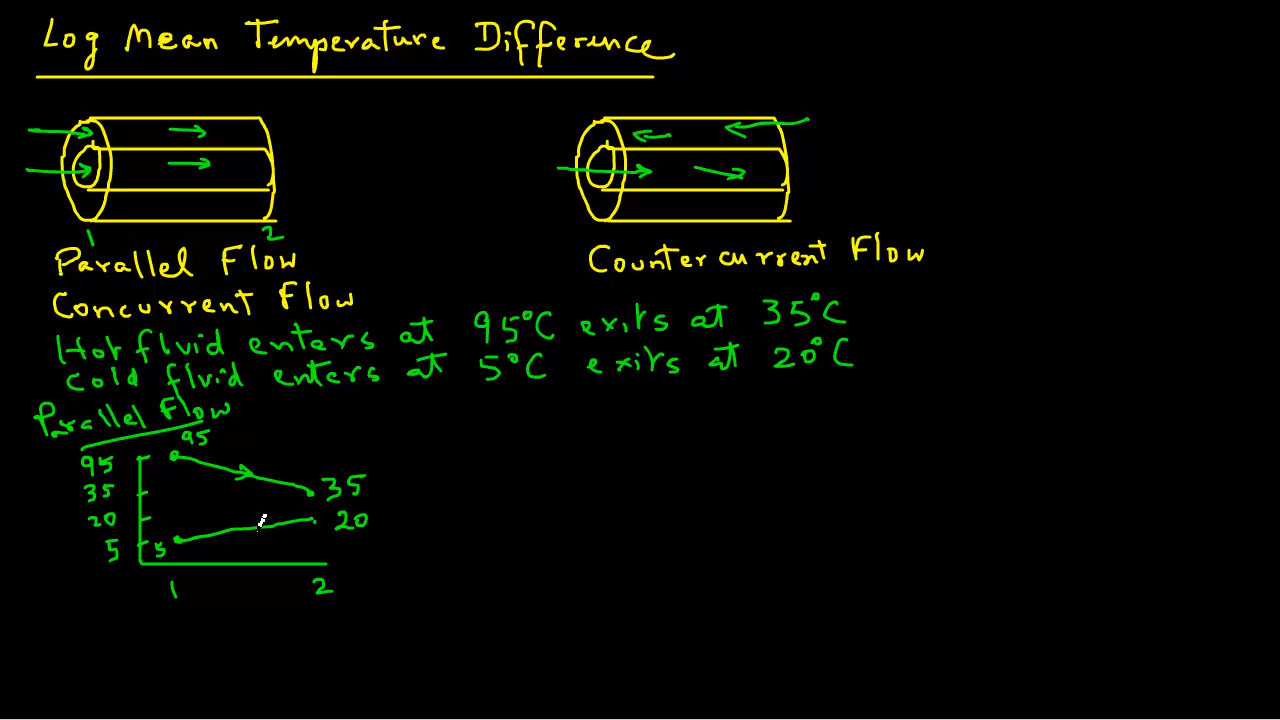 Log Mean Temperature Difference
1 2
Parallel Flow
Concurrent Flow
Countercurrent Flow
Hot fluid enters at 95°C exits at 35°C
Cold fluid enters at 5°C exits at 20°C
Parallel Flow
95
95
35 35
20 20
5 5
1 2